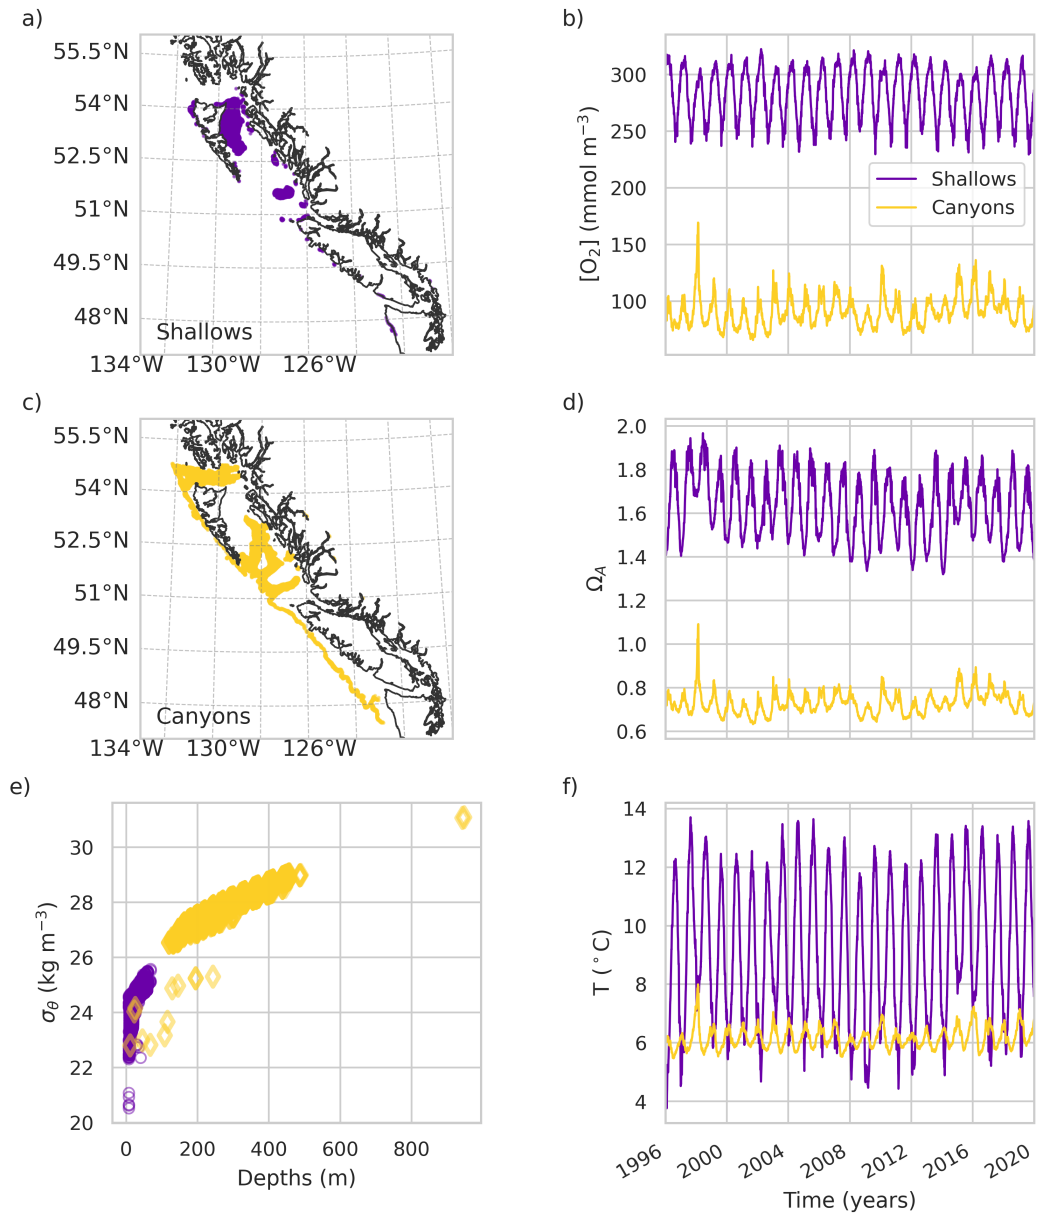 a)
55.5°N
54°N
52.5°N
51°N
49.5°N
48°N
Shallows
134°W 130°W 126°W
b)
300
250
200
150
100
[O₂] (mmol m⁻³)
Shallows
Canyons
c)
55.5°N
54°N
52.5°N
51°N
49.5°N
48°N
Canyons
134°W 130°W 126°W
d)
2.0
1.8
1.6
1.4
1.2
1.0
0.8
0.6
Ω_A
e)
30
28
26
24
22
20
σ_θ (kg m⁻³)
0 200 400 600 800
Depths (m)
f)
14
12
10
8
6
4
T (°C)
1996 2000 2004 2008 2012 2016 2020
Time (years)